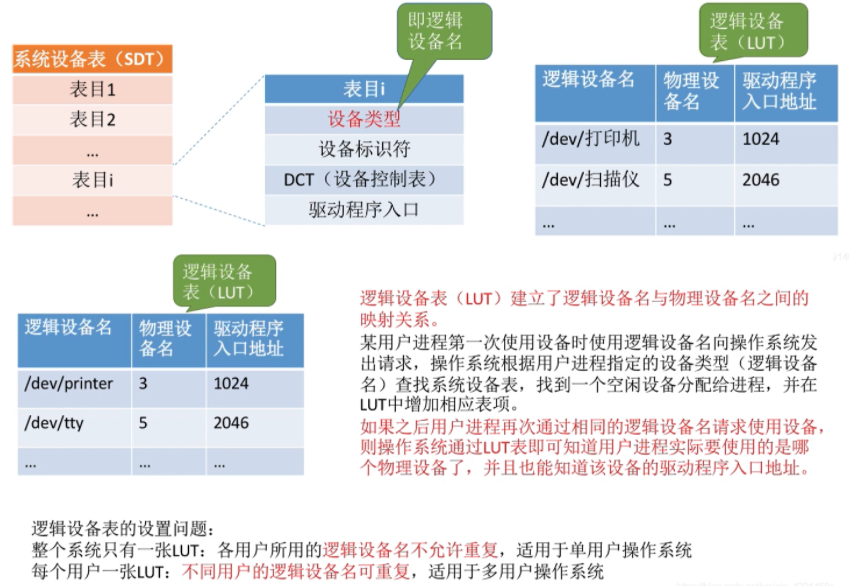 即逻辑
设备名
逻辑设备
表（LUT）
系统设备表（SDT）
表目1
表目2
...
表目i
...
表目i
设备类型
设备标识符
DCT（设备控制表）
驱动程序入口
逻辑设备名 物理设备名 驱动程序入口地址
/dev/打印机 3 1024
/dev/扫描仪 5 2046
... ... ...
逻辑设备
表（LUT）
逻辑设备名 物理设备名 驱动程序入口地址
/dev/printer 3 1024
/dev/tty 5 2046
... ... ...
逻辑设备表（LUT）建立了逻辑设备名与物理设备名之间的
映射关系。
某用户进程第一次使用设备时使用逻辑设备名向操作系统发
出请求，操作系统根据用户进程指定的设备类型（逻辑设备
名）查找系统设备表，找到一个空闲设备分配给进程，并在
LUT中增加相应表项。
如果之后用户进程再次通过相同的逻辑设备名请求使用设备，
则操作系统通过LUT表即可知道用户进程实际要使用的是哪
个物理设备了，并且也能知道该设备的驱动程序入口地址。
逻辑设备表的设置问题：
整个系统只有一张LUT：各用户所用的逻辑设备名不允许重复，适用于单用户操作系统
每个用户一张LUT：不同用户的逻辑设备名可重复，适用于多用户操作系统